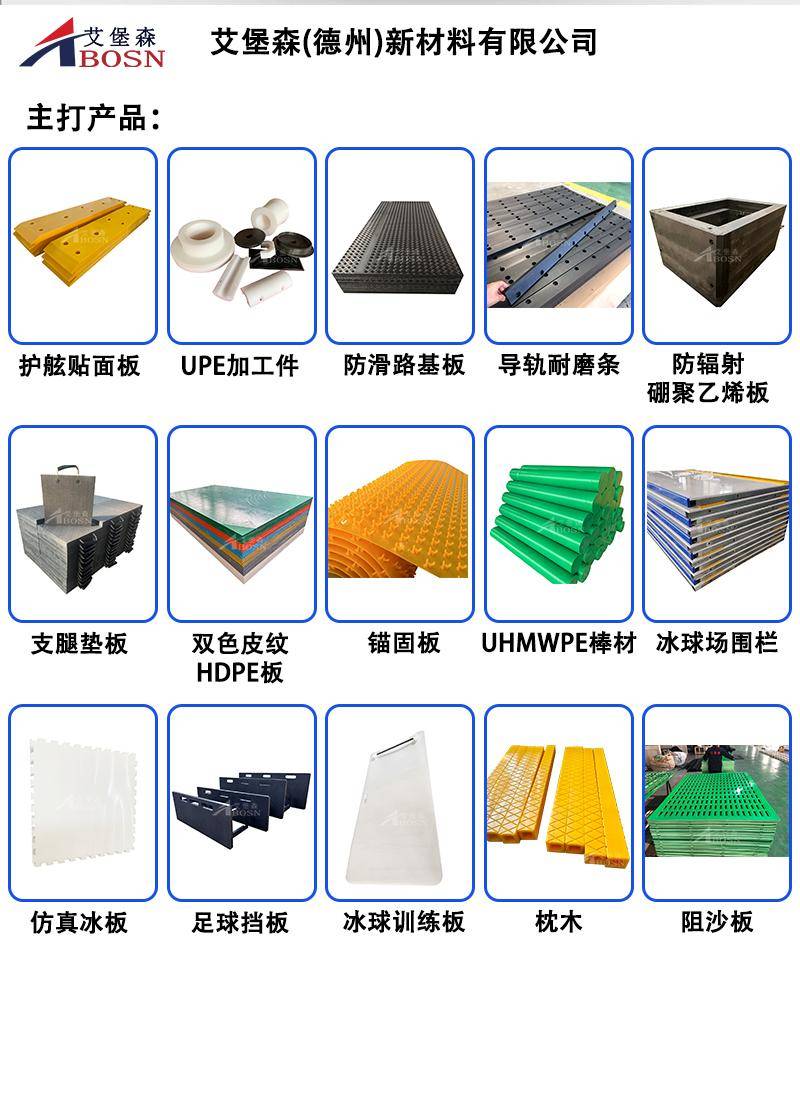 艾堡森
ABOSN
艾堡森(德州)新材料有限公司
主打产品：
护舷贴面板
UPE加工件
防滑路基板
导轨耐磨条
防辐射
硼聚乙烯板
支腿垫板
双色皮纹
HDPE板
锚固板
UHMWPE棒材
冰球场围栏
仿真冰板
足球挡板
冰球训练板
枕木
阻沙板